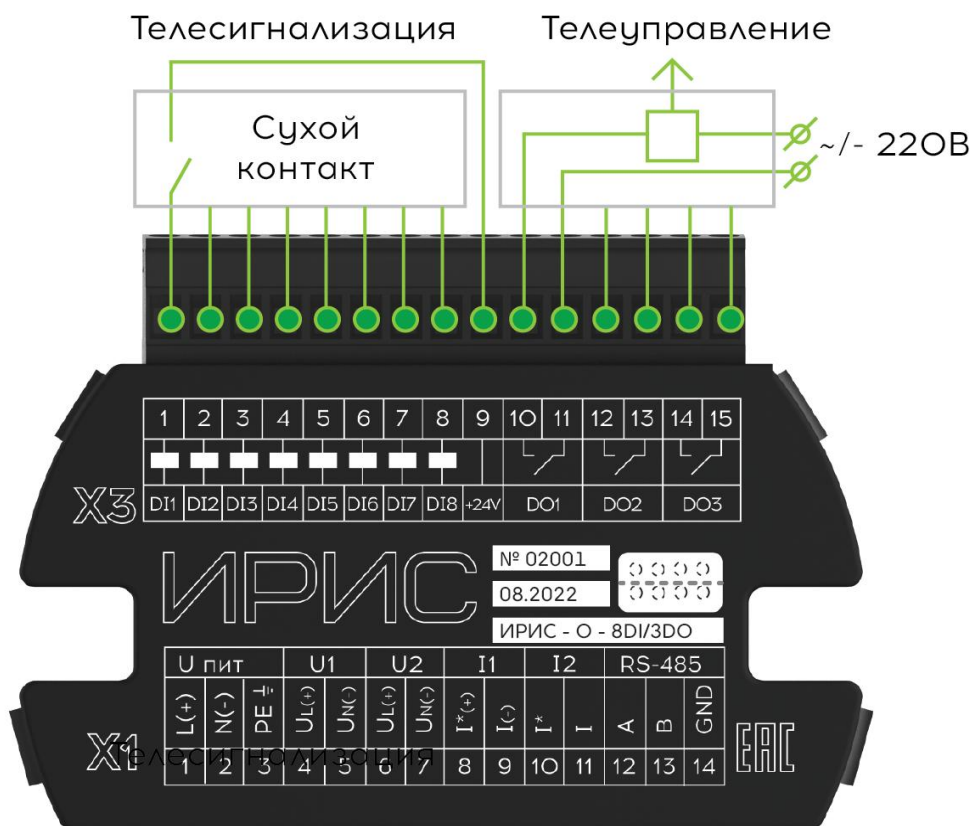 Телесигнализация Телеуправление
Сухой
контакт
~/- 220В
1 2 3 4 5 6 7 8 9 10 11 12 13 14 15
X3 DI1 DI2 DI3 DI4 DI5 DI6 DI7 DI8 +24V DO1 DO2 DO3
ИРИС
№ 02001
08.2022
ИРИС - О - 8DI/3DO
U пит U1 U2 I1 I2 RS-485
L(+) N(-) PE UL(+) UN(-) UL(+) UN(-) I*(+) I(-) I* I A B GND
X1 Телесигнализация EAC
1 2 3 4 5 6 7 8 9 10 11 12 13 14